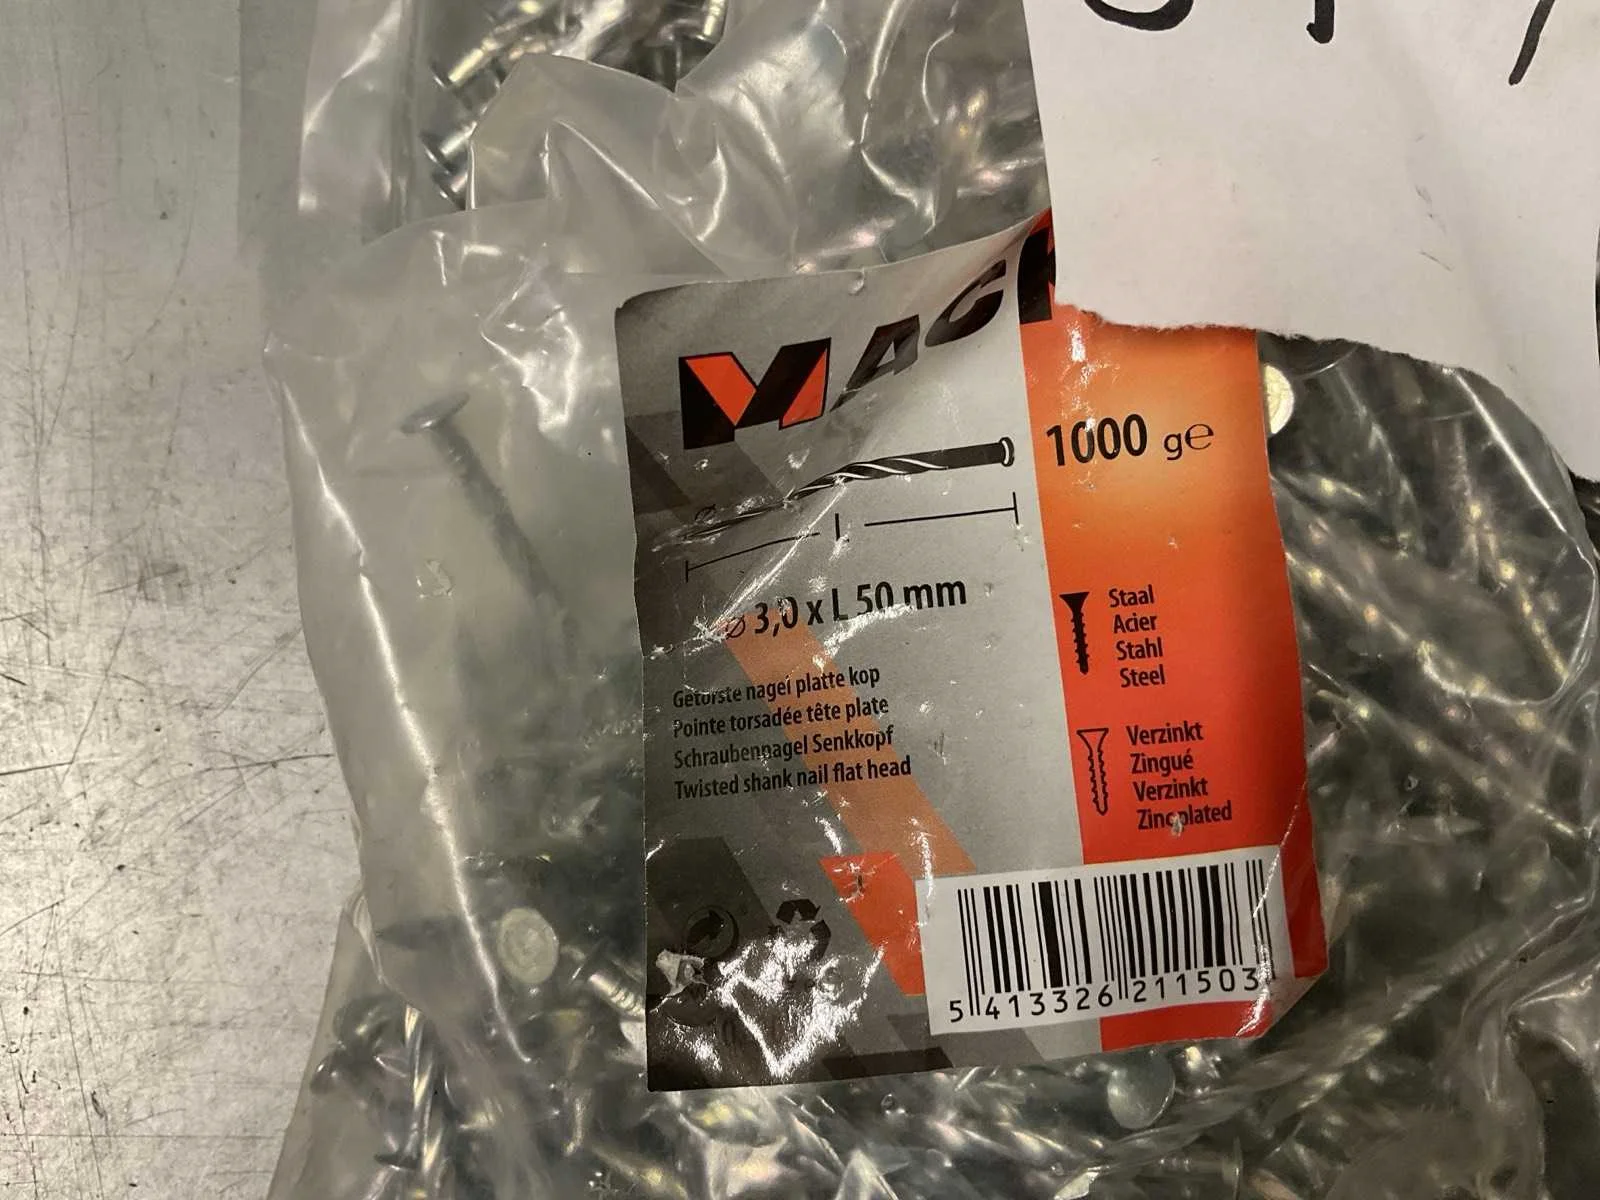 MACK
1000 ge
Ø
L
Ø 3,0 x L 50 mm
Getorste nagel platte kop
Pointe torsadée tête plate
Schraubennagel Senkkopf
Twisted shank nail flat head
Staal
Acier
Stahl
Steel
Verzinkt
Zingué
Verzinkt
Zincplated
5 413326 211503